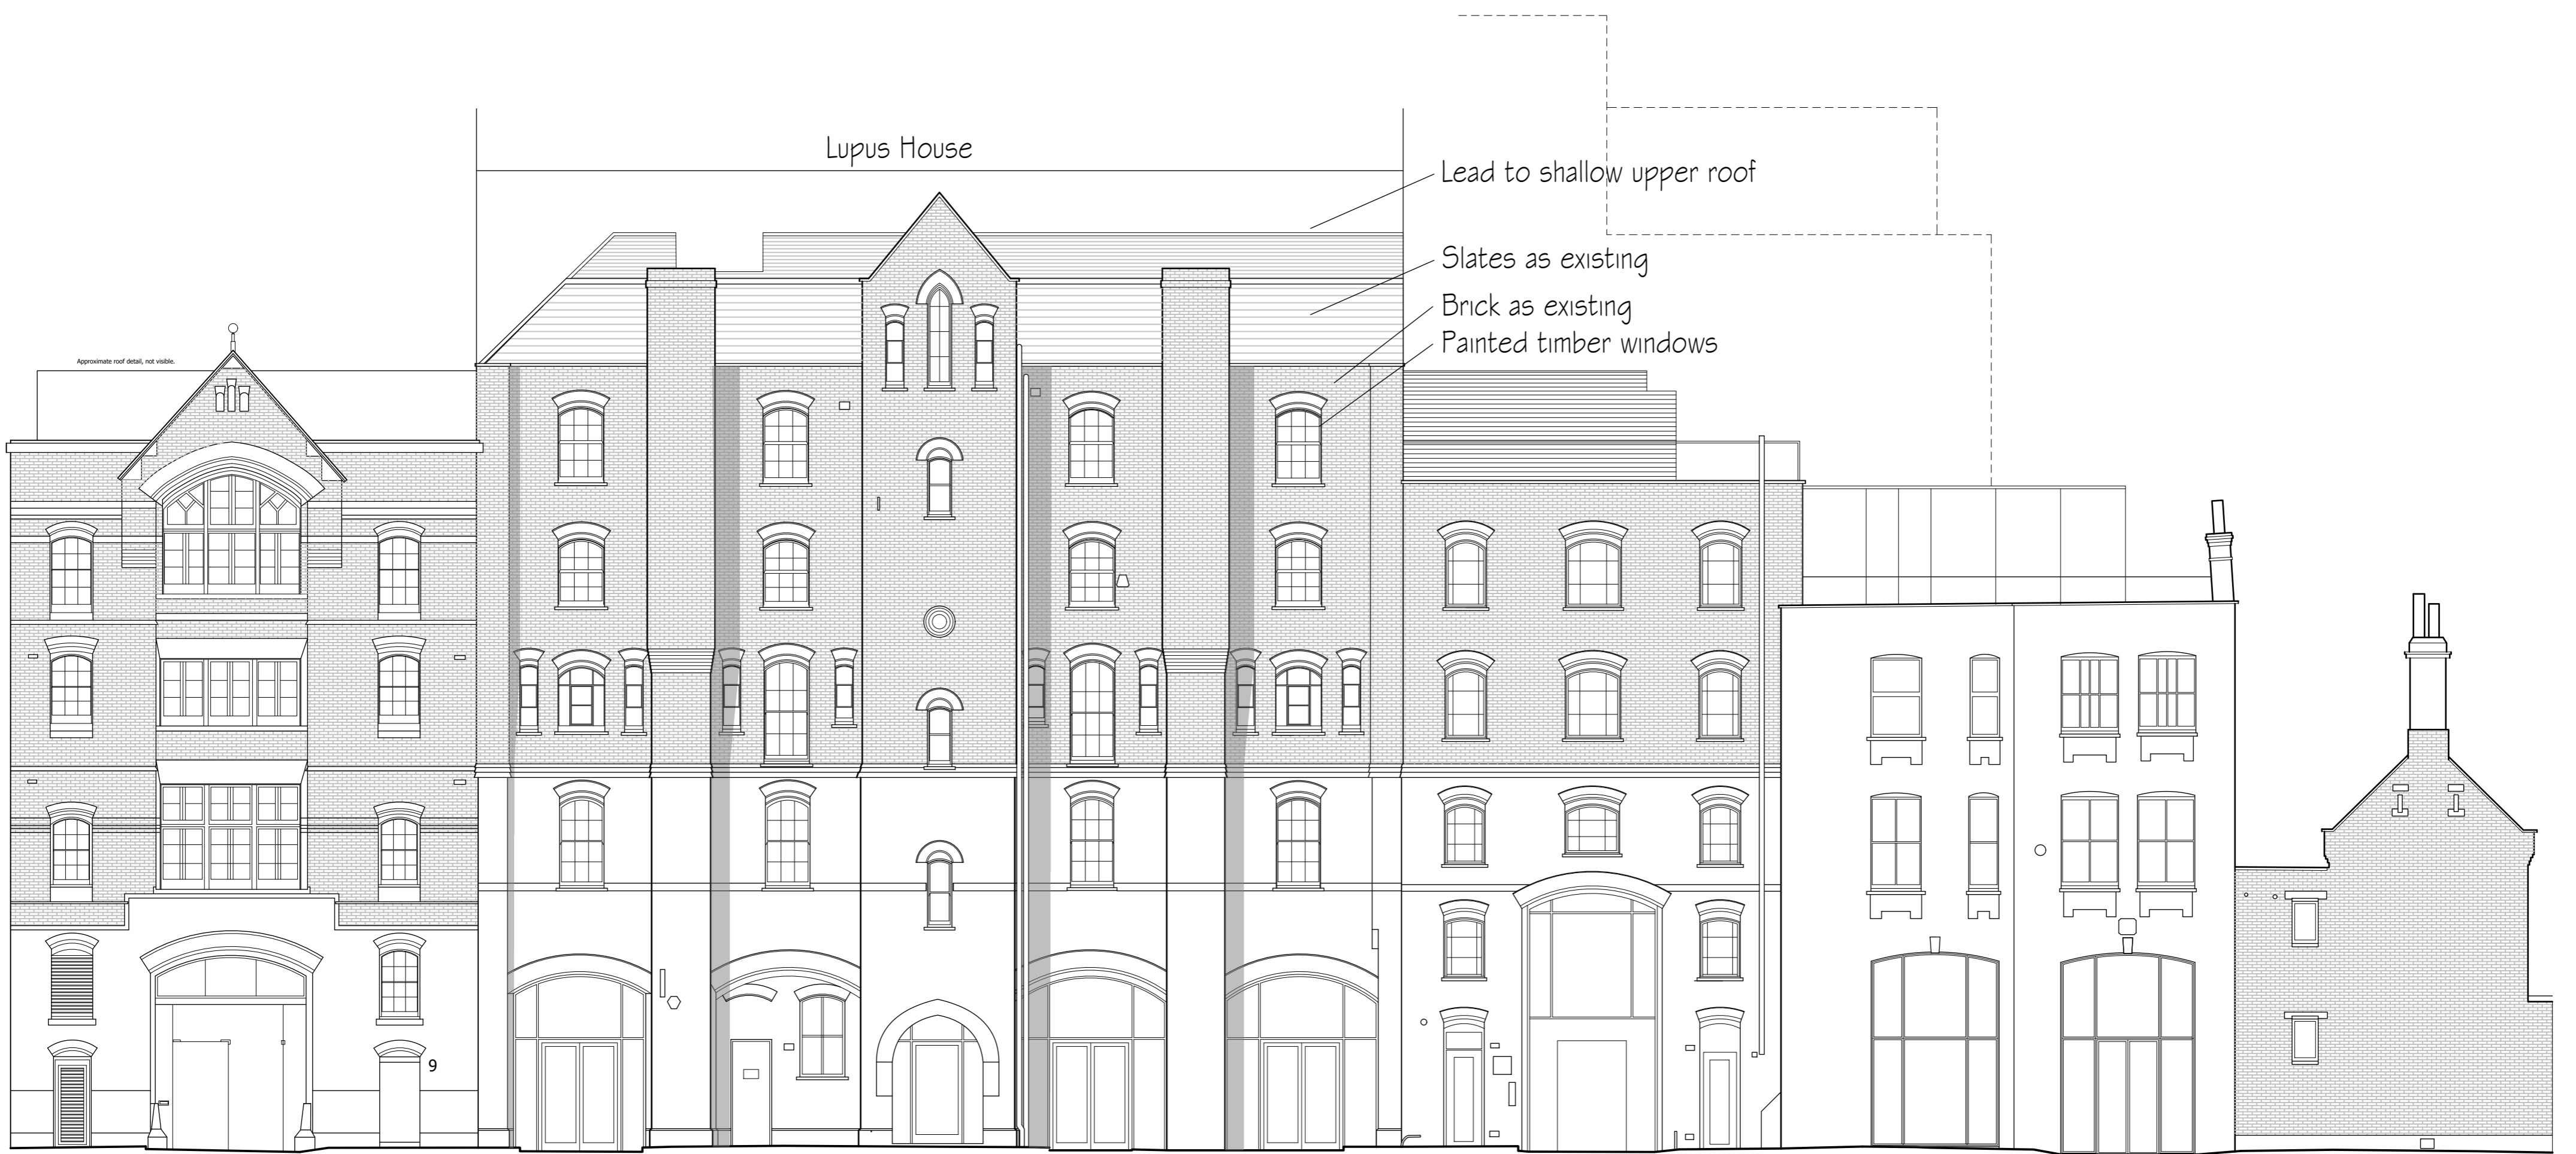 Lupus House
Lead to shallow upper roof
Slates as existing
Brick as existing
Painted timber windows
Approximate roof detail, not visible.
9